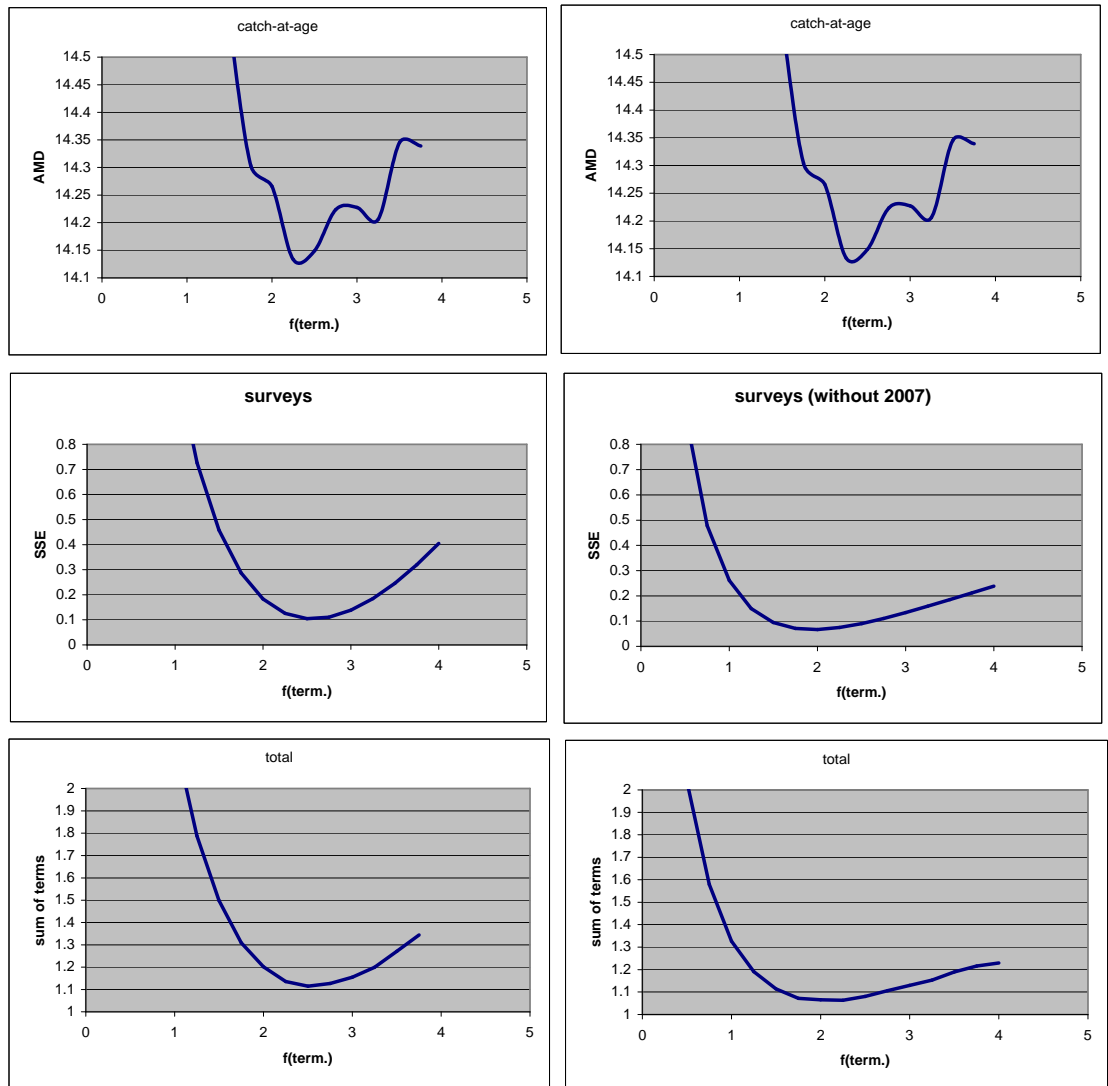 catch-at-age
14.5
14.45
14.4
14.35
14.3
14.25
14.2
14.15
14.1
AMD
0 1 2 3 4 5
f(term.)
catch-at-age
14.5
14.45
14.4
14.35
14.3
14.25
14.2
14.15
14.1
AMD
0 1 2 3 4 5
f(term.)
surveys
0.8
0.7
0.6
0.5
0.4
0.3
0.2
0.1
0
SSE
0 1 2 3 4 5
f(term.)
surveys (without 2007)
0.8
0.7
0.6
0.5
0.4
0.3
0.2
0.1
0
SSE
0 1 2 3 4 5
f(term.)
total
2
1.9
1.8
1.7
1.6
1.5
1.4
1.3
1.2
1.1
1
sum of terms
0 1 2 3 4 5
f(term.)
total
2
1.9
1.8
1.7
1.6
1.5
1.4
1.3
1.2
1.1
1
sum of terms
0 1 2 3 4 5
f(term.)